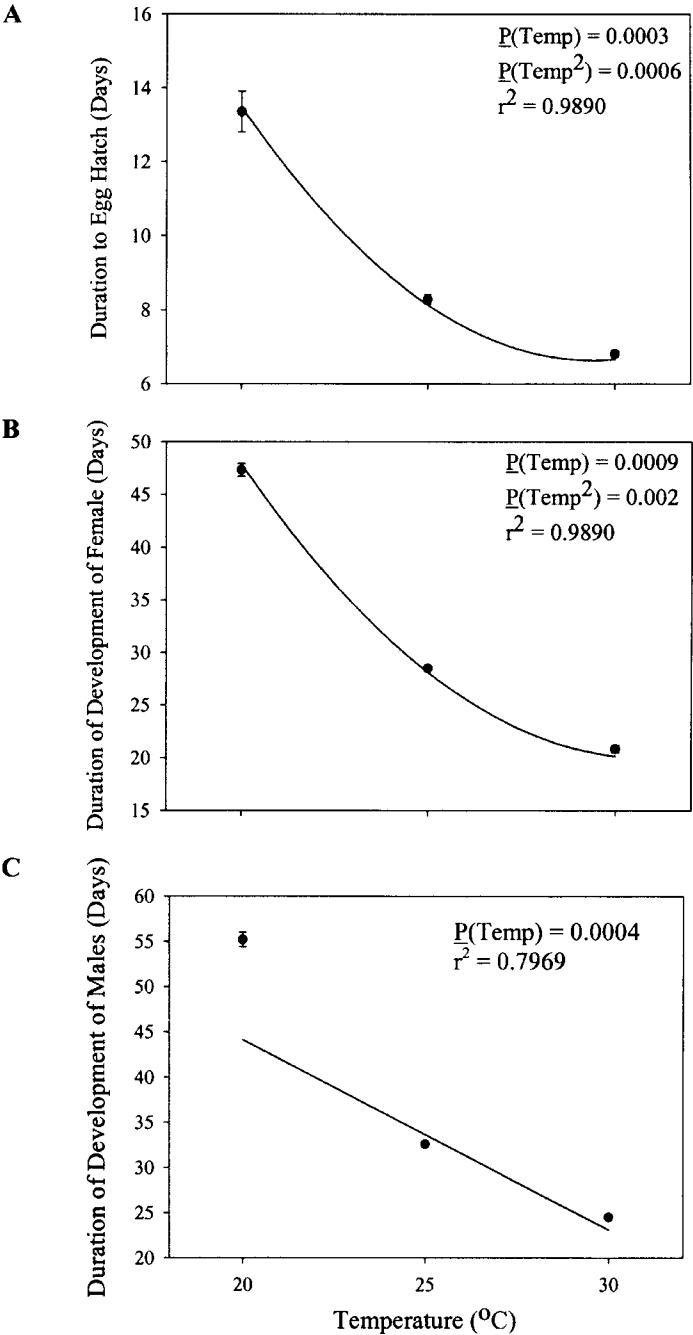 A
Duration to Egg Hatch (Days)
16
14
12
10
8
6
P(Temp) = 0.0003
P(Temp²) = 0.0006
r² = 0.9890
B
Duration of Development of Female (Days)
50
45
40
35
30
25
20
15
P(Temp) = 0.0009
P(Temp²) = 0.002
r² = 0.9890
C
Duration of Development of Males (Days)
60
55
50
45
40
35
30
25
20
P(Temp) = 0.0004
r² = 0.7969
20 25 30
Temperature (ºC)